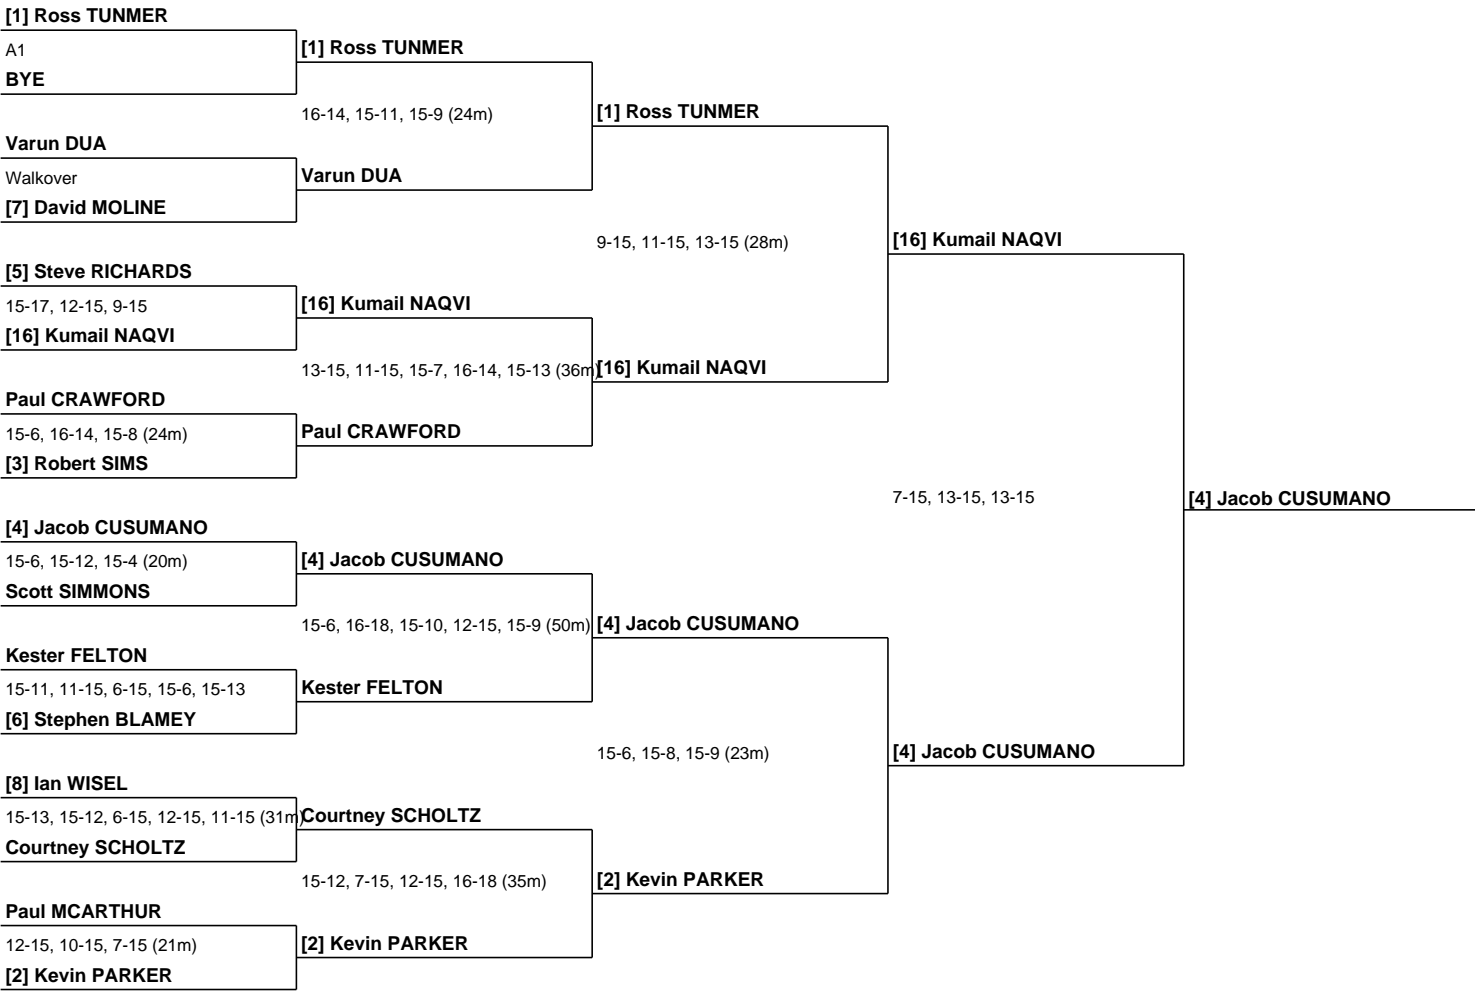 [1] Ross TUNMER
A1
BYE
Varun DUA
Walkover
[7] David MOLINE
[5] Steve RICHARDS
15-17, 12-15, 9-15
[16] Kumail NAQVI
Paul CRAWFORD
15-6, 16-14, 15-8 (24m)
[3] Robert SIMS
[4] Jacob CUSUMANO
15-6, 15-12, 15-4 (20m)
Scott SIMMONS
Kester FELTON
15-11, 11-15, 6-15, 15-6, 15-13
[6] Stephen BLAMEY
[8] Ian WISEL
15-13, 15-12, 6-15, 12-15, 11-15 (31m)
Courtney SCHOLTZ
Paul MCARTHUR
12-15, 10-15, 7-15 (21m)
[2] Kevin PARKER
[1] Ross TUNMER
16-14, 15-11, 15-9 (24m)
Varun DUA
[16] Kumail NAQVI
13-15, 11-15, 15-7, 16-14, 15-13 (36m)
Paul CRAWFORD
[4] Jacob CUSUMANO
15-6, 16-18, 15-10, 12-15, 15-9 (50m)
Kester FELTON
Courtney SCHOLTZ
15-12, 7-15, 12-15, 16-18 (35m)
[2] Kevin PARKER
[1] Ross TUNMER
9-15, 11-15, 13-15 (28m)
[16] Kumail NAQVI
[4] Jacob CUSUMANO
15-6, 15-8, 15-9 (23m)
[2] Kevin PARKER
[16] Kumail NAQVI
7-15, 13-15, 13-15
[4] Jacob CUSUMANO
[4] Jacob CUSUMANO